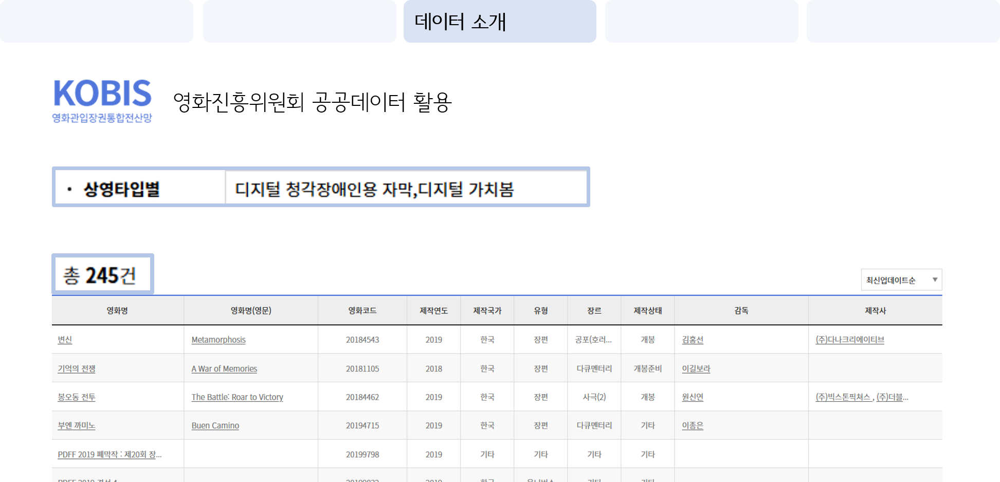 데이터 소개
KOBIS
영화관입장권통합전산망
영화진흥위원회 공공데이터 활용
• 상영타입별 디지털 청각장애인용 자막,디지털 가치봄
총 245건
최신업데이트순 ▼
영화명 영화명(영문) 영화코드 제작연도 제작국가 유형 장르 제작상태 감독 제작사
변신 Metamorphosis 20184543 2019 한국 장편 공포(호러... 개봉 김홍선 (주)다나크리에이티브
기억의 전쟁 A War of Memories 20181105 2018 한국 장편 다큐멘터리 개봉준비 이길보라
봉오동 전투 The Battle: Roar to Victory 20184462 2019 한국 장편 사극(2) 개봉 원신연 (주)빅스톤픽쳐스 , (주)더블...
부엔 까미노 Buen Camino 20194715 2019 한국 장편 다큐멘터리 기타 이종은
PDFF 2019 폐막작 : 제20회 장... 20199798 2019 기타 기타 기타 기타